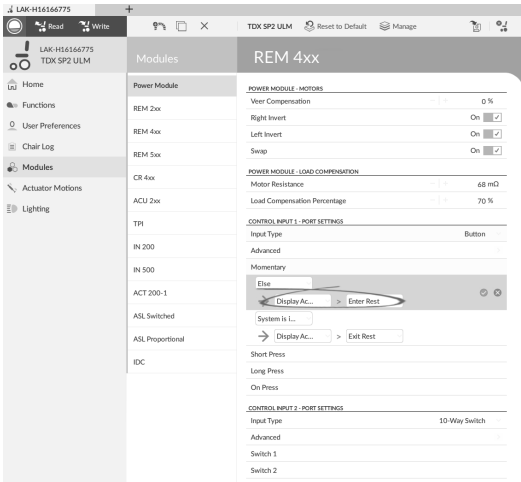 LAK-H16166775
+
Read
Write
TDX SP2 ULM
Reset to Default
Manage
LAK-H16166775
TDX SP2 ULM
Modules
REM 4xx
Home
Functions
User Preferences
Chair Log
Modules
Actuator Motions
Lighting
Power Module
REM 2xx
REM 4xx
REM 5xx
CR 4xx
ACU 2xx
TPI
IN 200
IN 500
ACT 200-1
ASL Switched
ASL Proportional
IDC
POWER MODULE - MOTORS
Veer Compensation - + 0 %
Right Invert On
Left Invert On
Swap On
POWER MODULE - LOAD COMPENSATION
Motor Resistance - + 68 mΩ
Load Compensation Percentage - + 70 %
CONTROL INPUT 1 - PORT SETTINGS
Input Type Button
Advanced
Momentary
Else
Display Ac... > Enter Rest
System is i...
Display Ac... > Exit Rest
Short Press
Long Press
On Press
CONTROL INPUT 2 - PORT SETTINGS
Input Type 10-Way Switch
Advanced
Switch 1
Switch 2